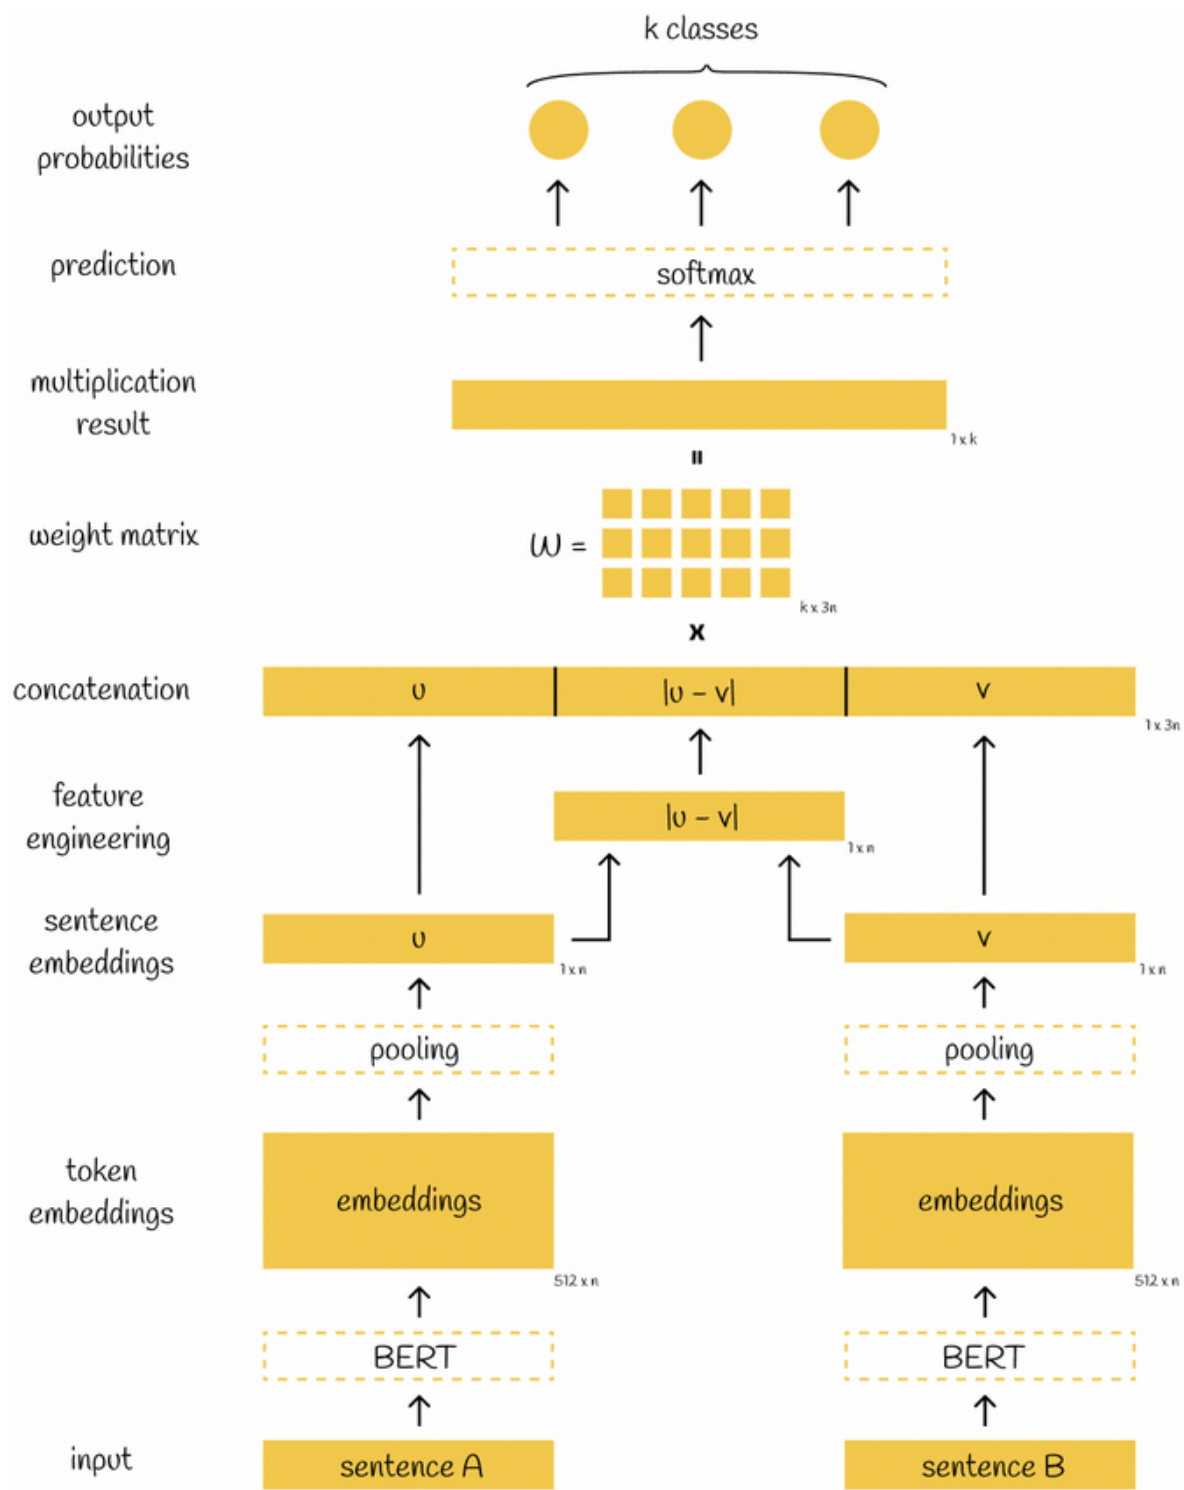 k classes
output
probabilities
prediction
softmax
multiplication
result
1 x k
=
weight matrix
W =
k x 3n
x
concatenation
u
|u – v|
v
1 x 3n
feature
engineering
|u – v|
1 x n
sentence
embeddings
u
1 x n
v
1 x n
pooling
pooling
token
embeddings
embeddings
512 x n
embeddings
512 x n
BERT
BERT
input
sentence A
sentence B